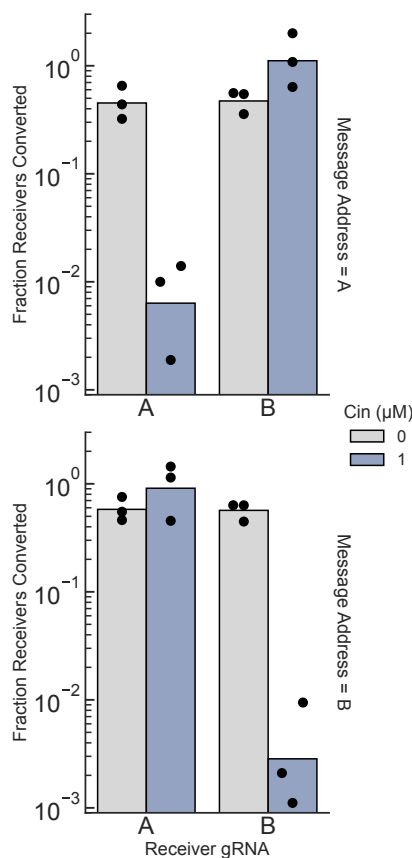 Fraction Receivers Converted
10⁰
10⁻¹
10⁻²
10⁻³
A
B
Message Address = A
Cin (μM)
0
1
Fraction Receivers Converted
10⁰
10⁻¹
10⁻²
10⁻³
A
B
Message Address = B
Receiver gRNA